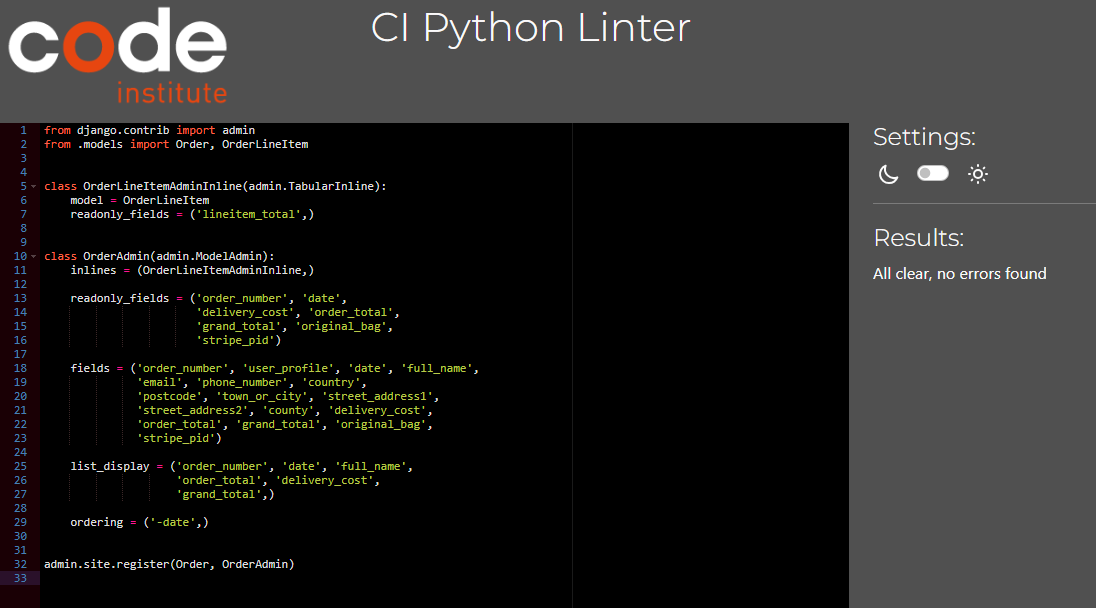 code
institute
CI Python Linter
1 from django.contrib import admin
2 from .models import Order, OrderLineItem
3
4
5 class OrderLineItemAdminInline(admin.TabularInline):
6     model = OrderLineItem
7     readonly_fields = ('lineitem_total',)
8
9
10 class OrderAdmin(admin.ModelAdmin):
11     inlines = (OrderLineItemAdminInline,)
12
13     readonly_fields = ('order_number', 'date',
14                        'delivery_cost', 'order_total',
15                        'grand_total', 'original_bag',
16                        'stripe_pid')
17
18     fields = ('order_number', 'user_profile', 'date', 'full_name',
19               'email', 'phone_number', 'country',
20               'postcode', 'town_or_city', 'street_address1',
21               'street_address2', 'county', 'delivery_cost',
22               'order_total', 'grand_total', 'original_bag',
23               'stripe_pid')
24
25     list_display = ('order_number', 'date', 'full_name',
26                     'order_total', 'delivery_cost',
27                     'grand_total',)
28
29     ordering = ('-date',)
30
31
32 admin.site.register(Order, OrderAdmin)
33
Settings:
Results:
All clear, no errors found